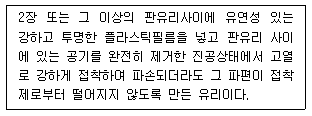 2장 또는 그 이상의 판유리사이에 유연성 있는
강하고 투명한 플라스틱필름을 넣고 판유리 사이
에 있는 공기를 완전히 제거한 진공상태에서 고열
로 강하게 접착하여 파손되더라도 그 파편이 접착
제로부터 떨어지지 않도록 만든 유리이다.